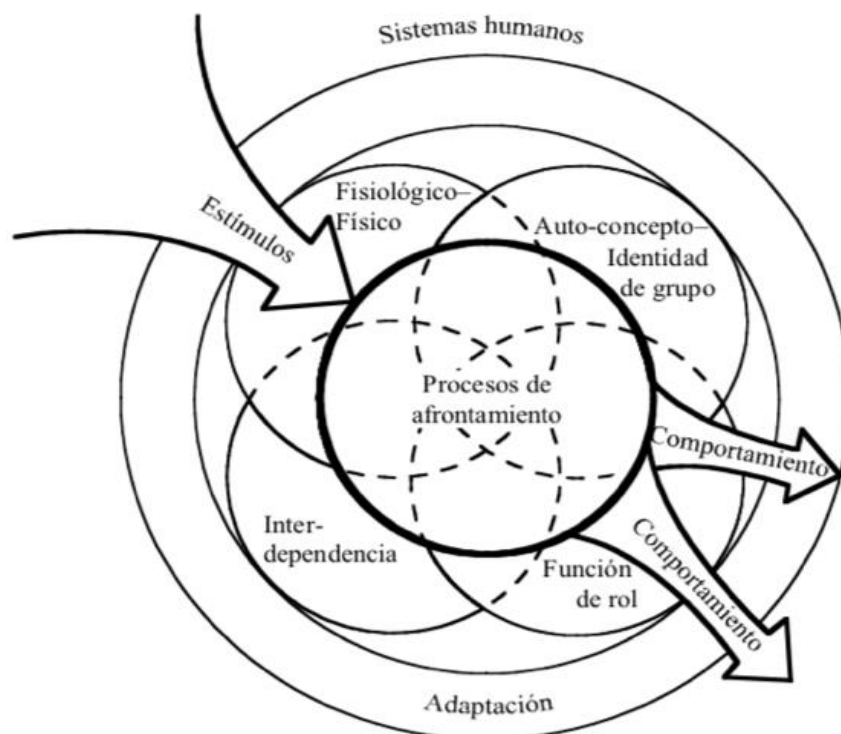 Sistemas humanos
Fisiológico–
Físico
Estímulos
Auto-concepto–
Identidad
de grupo
Procesos de
afrontamiento
Comportamiento
Inter-
dependencia
Función
de rol
Comportamiento
Adaptación